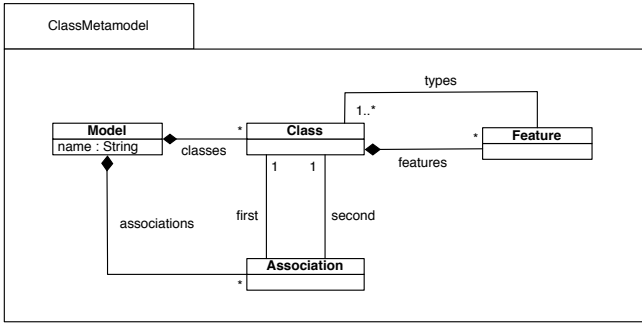 ClassMetamodel
types
1..*
Model
name : String
*
Class
*
Feature
classes
features
1
1
associations
first
second
Association
*